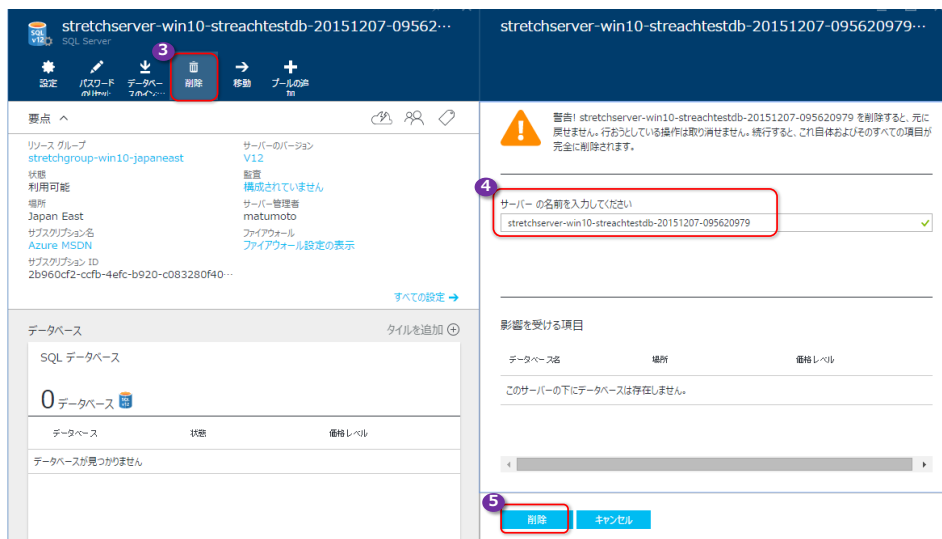 stretchserver-win10-streachtestdb-20151207-09562…
SQL Server
3
設定
パスワード
のリセット
データベー
スのインポ…
削除
移動
プールの追
加
要点
リソース グループ
stretchgroup-win10-japaneast
状態
利用可能
場所
Japan East
サブスクリプション名
Azure MSDN
サブスクリプション ID
2b960cf2-ccfb-4efc-b920-c083280f40…
サーバーのバージョン
V12
監査
構成されていません
サーバー管理者
matumoto
ファイアウォール
ファイアウォール設定の表示
すべての設定 →
データベース
タイルを追加
SQL データベース
0 データベース
データベース 状態 価格レベル
データベースが見つかりません
stretchserver-win10-streachtestdb-20151207-095620979…
警告! stretchserver-win10-streachtestdb-20151207-095620979 を削除すると、元に
戻せません。行おうとしている操作は取り消せません。続行すると、これ自体およびそのすべての項目が
完全に削除されます。
4
サーバー の名前を入力してください
stretchserver-win10-streachtestdb-20151207-095620979
影響を受ける項目
データベース名 場所 価格レベル
このサーバーの下にデータベースは存在しません。
5
削除 キャンセル